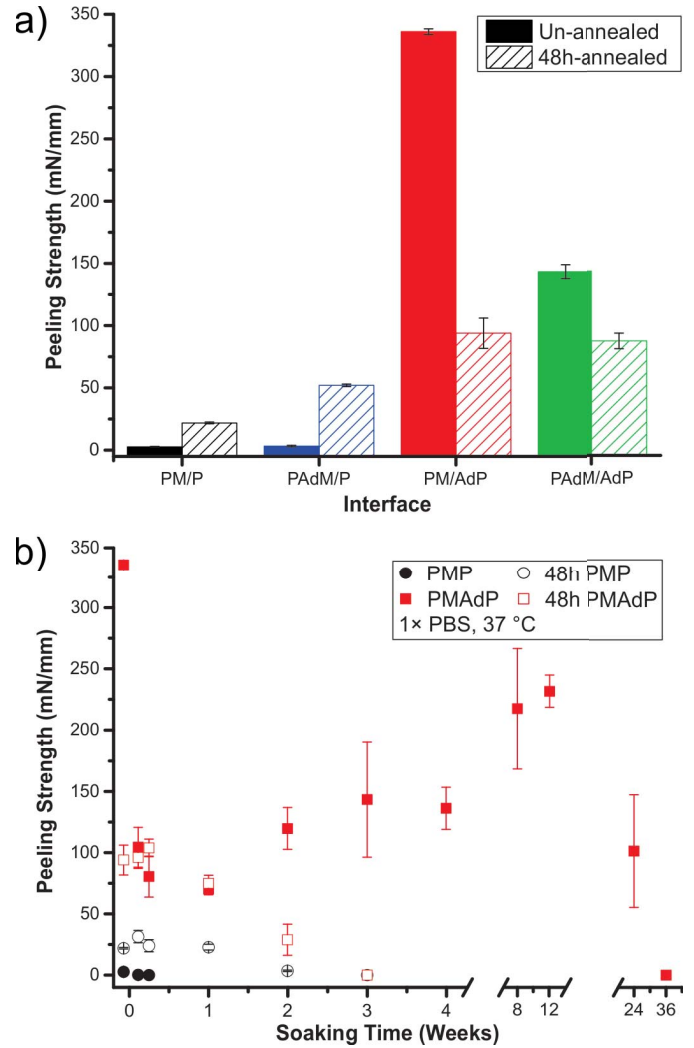 a)
350
300
250
200
150
100
50
0
Peeling Strength (mN/mm)
Un-annealed
48h-annealed
PM/P PAdM/P PM/AdP PAdM/AdP
Interface
b)
350
300
250
200
150
100
50
0
Peeling Strength (mN/mm)
PMP 48h PMP
PMAdP 48h PMAdP
1× PBS, 37 °C
0 1 2 3 4 8 12 24 36
Soaking Time (Weeks)